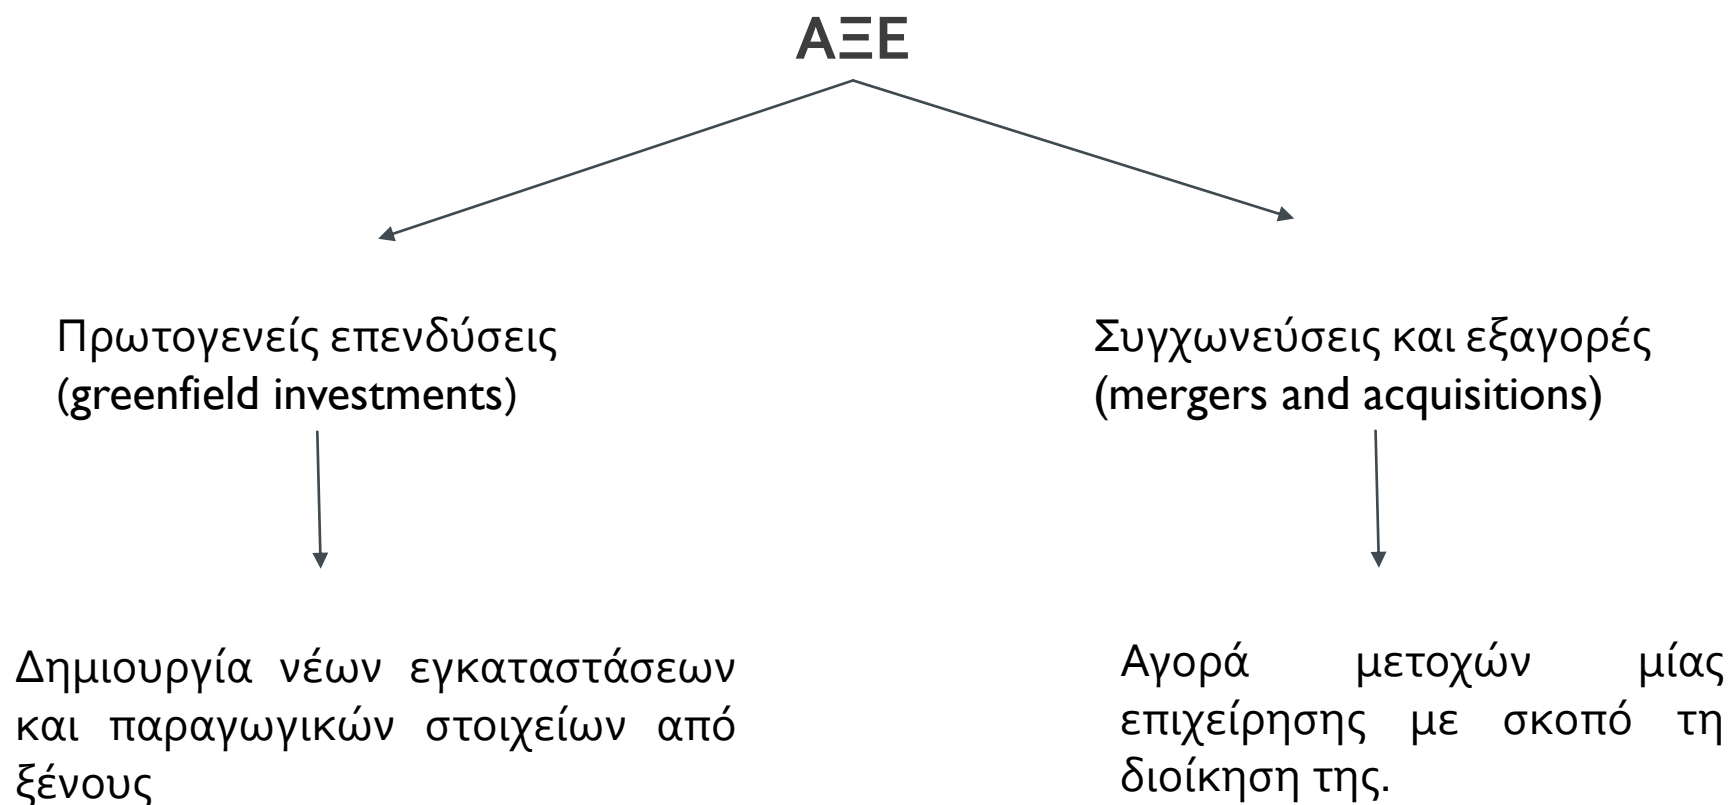 ΑΞΕ
Πρωτογενείς επενδύσεις
(greenfield investments)
Συγχωνεύσεις και εξαγορές
(mergers and acquisitions)
Δημιουργία νέων εγκαταστάσεων
και παραγωγικών στοιχείων από
ξένους
Αγορά μετοχών μίας
επιχείρησης με σκοπό τη
διοίκηση της.